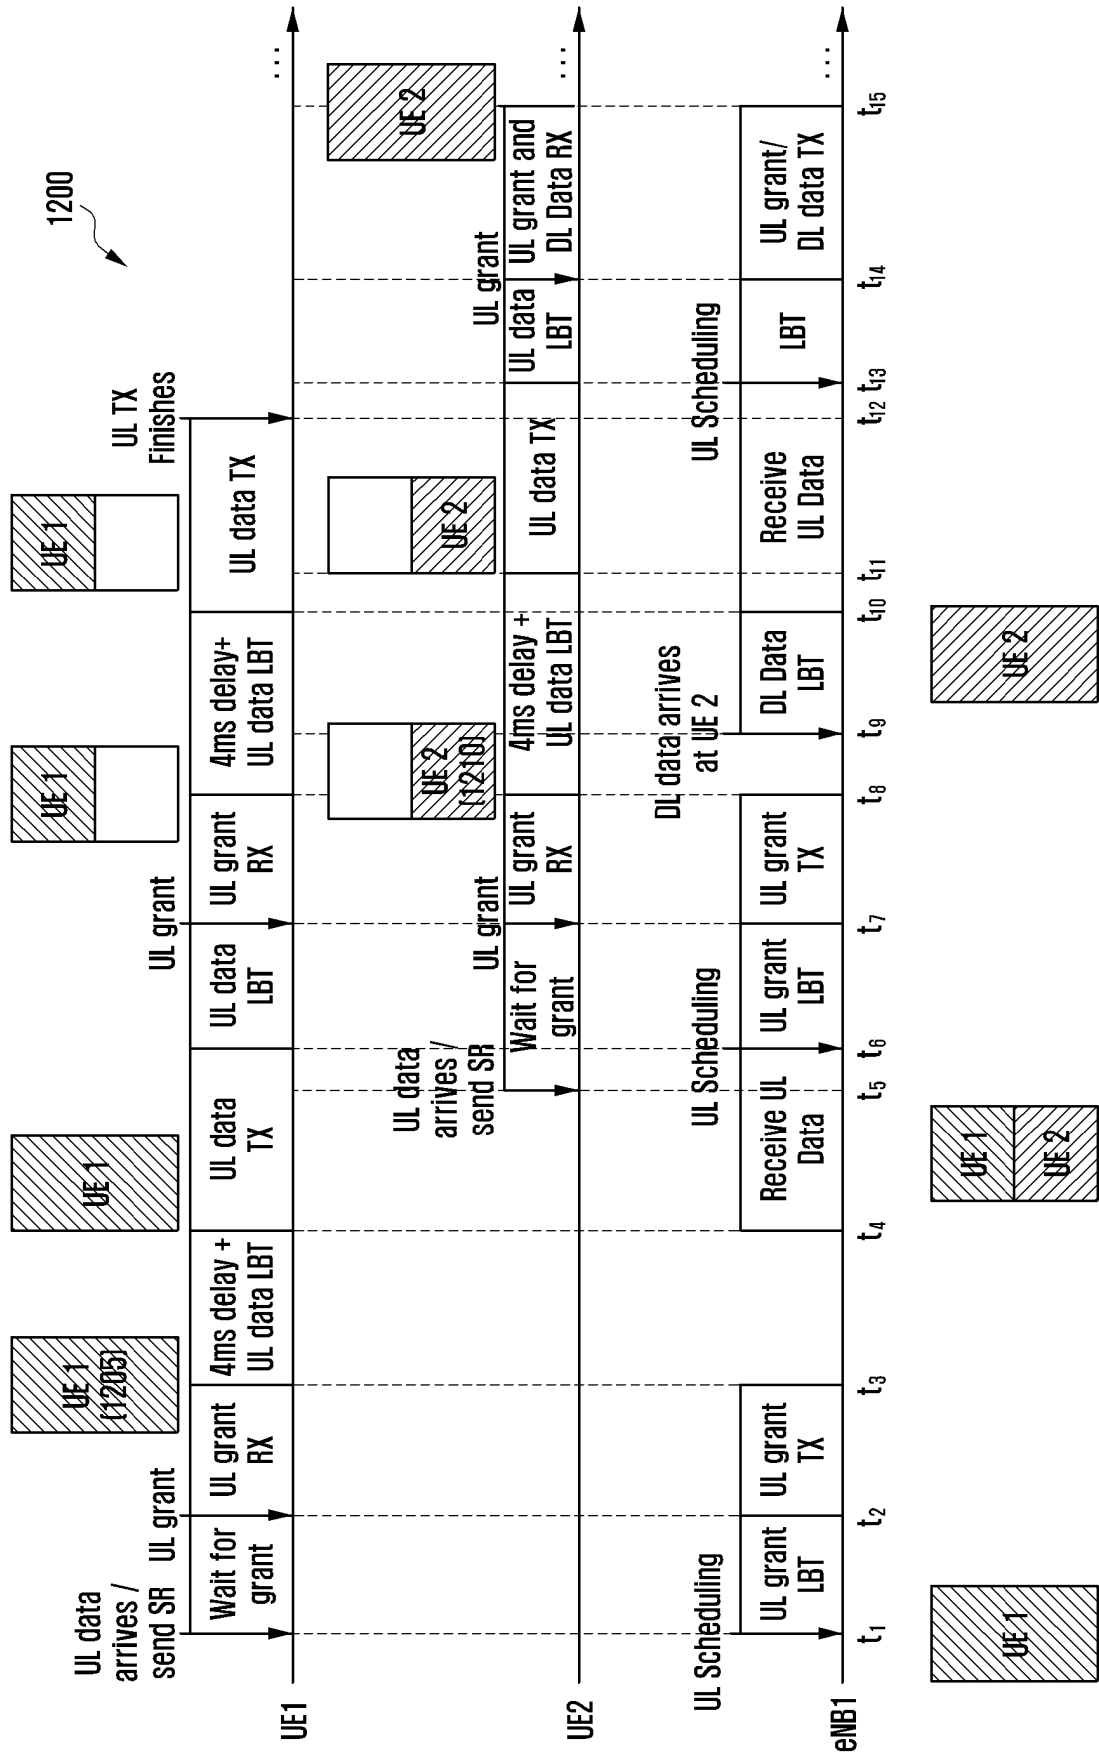 1200
UE 1
(1205)
UE 1
UE 1
UE 1
UL data
arrives /
send SR
UL grant
UL grant
UL TX
Finishes
Wait for
grant
UL grant
RX
4ms delay +
UL data LBT
UL data
TX
UL data
LBT
UL grant
RX
4ms delay+
UL data LBT
UL data TX
...
UE1
UE 2
(1210)
UE 2
UE 2
UL data
arrives /
send SR
UL grant
UL grant
Wait for
grant
UL grant
RX
4ms delay +
UL data LBT
UL data TX
UL data
LBT
UL grant and
DL Data RX
...
UE2
UL Scheduling
UL Scheduling
DL data arrives
at UE 2
UL Scheduling
UL grant
LBT
UL grant
TX
Receive UL
Data
UL grant
LBT
UL grant
TX
DL Data
LBT
Receive
UL Data
LBT
UL grant/
DL data TX
...
eNB1
t1 t2 t3 t4 t5 t6 t7 t8 t9 t10 t11 t12 t13 t14 t15
UE1
UE 1
UE 2
UE 2